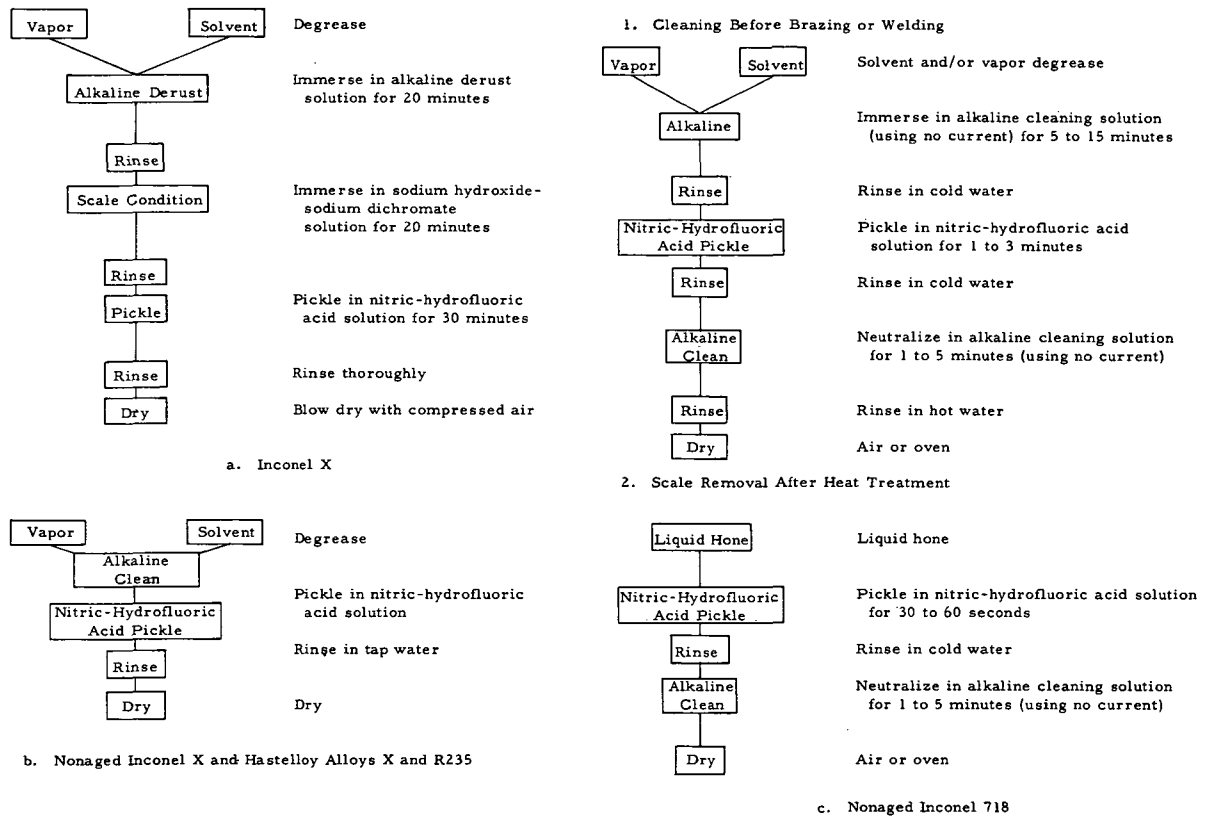 Vapor
Solvent
Degrease
Alkaline Derust
Immerse in alkaline derust
solution for 20 minutes
Rinse
Scale Condition
Immerse in sodium hydroxide-
sodium dichromate
solution for 20 minutes
Rinse
Pickle
Pickle in nitric-hydrofluoric
acid solution for 30 minutes
Rinse
Rinse thoroughly
Dry
Blow dry with compressed air
a. Inconel X
Vapor
Solvent
Degrease
Alkaline
Clean
Nitric-Hydrofluoric
Acid Pickle
Pickle in nitric-hydrofluoric
acid solution
Rinse
Rinse in tap water
Dry
Dry
b. Nonaged Inconel X and Hastelloy Alloys X and R235
1. Cleaning Before Brazing or Welding
Vapor
Solvent
Solvent and/or vapor degrease
Alkaline
Immerse in alkaline cleaning solution
(using no current) for 5 to 15 minutes
Rinse
Rinse in cold water
Nitric-Hydrofluoric
Acid Pickle
Pickle in nitric-hydrofluoric acid
solution for 1 to 3 minutes
Rinse
Rinse in cold water
Alkaline
Clean
Neutralize in alkaline cleaning solution
for 1 to 5 minutes (using no current)
Rinse
Rinse in hot water
Dry
Air or oven
2. Scale Removal After Heat Treatment
Liquid Hone
Liquid hone
Nitric-Hydrofluoric
Acid Pickle
Pickle in nitric-hydrofluoric acid solution
for 30 to 60 seconds
Rinse
Rinse in cold water
Alkaline
Clean
Neutralize in alkaline cleaning solution
for 1 to 5 minutes (using no current)
Dry
Air or oven
c. Nonaged Inconel 718